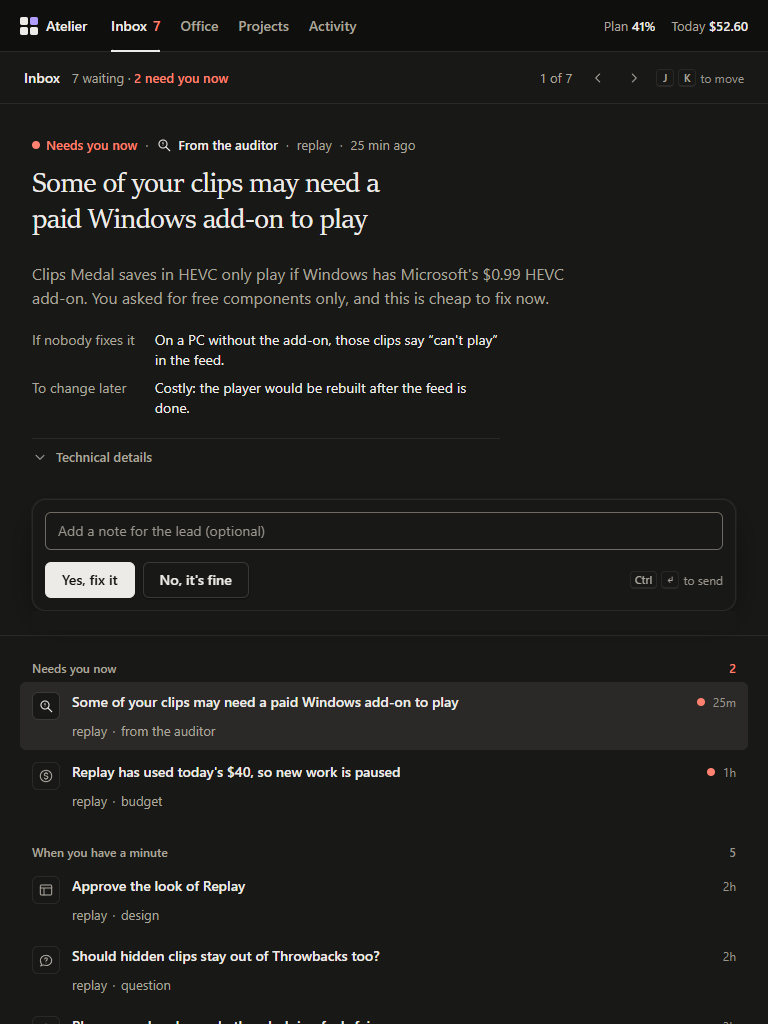 Atelier Inbox 7 Office Projects Activity Plan 41% Today $52.60
Inbox 7 waiting · 2 need you now 1 of 7 J K to move
Needs you now · From the auditor · replay · 25 min ago
Some of your clips may need a
paid Windows add-on to play
Clips Medal saves in HEVC only play if Windows has Microsoft's $0.99 HEVC
add-on. You asked for free components only, and this is cheap to fix now.
If nobody fixes it On a PC without the add-on, those clips say “can't play”
in the feed.
To change later Costly: the player would be rebuilt after the feed is
done.
Technical details
Add a note for the lead (optional)
Yes, fix it No, it's fine Ctrl ↵ to send
Needs you now 2
Some of your clips may need a paid Windows add-on to play 25m
replay · from the auditor
Replay has used today's $40, so new work is paused 1h
replay · budget
When you have a minute 5
Approve the look of Replay 2h
replay · design
Should hidden clips stay out of Throwbacks too? 2h
replay · question